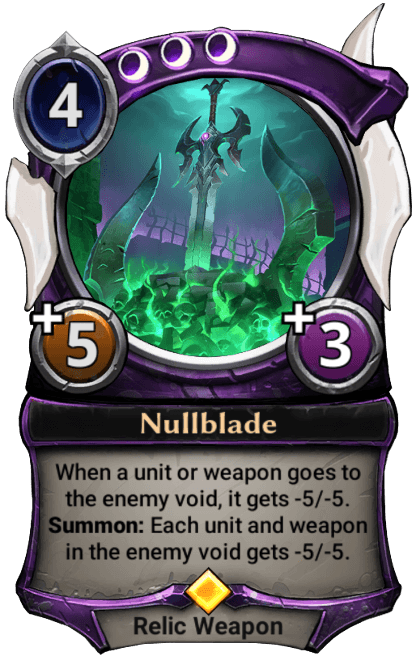 4
+5
+3
Nullblade
When a unit or weapon goes to
the enemy void, it gets -5/-5.
Summon: Each unit and weapon
in the enemy void gets -5/-5.
Relic Weapon